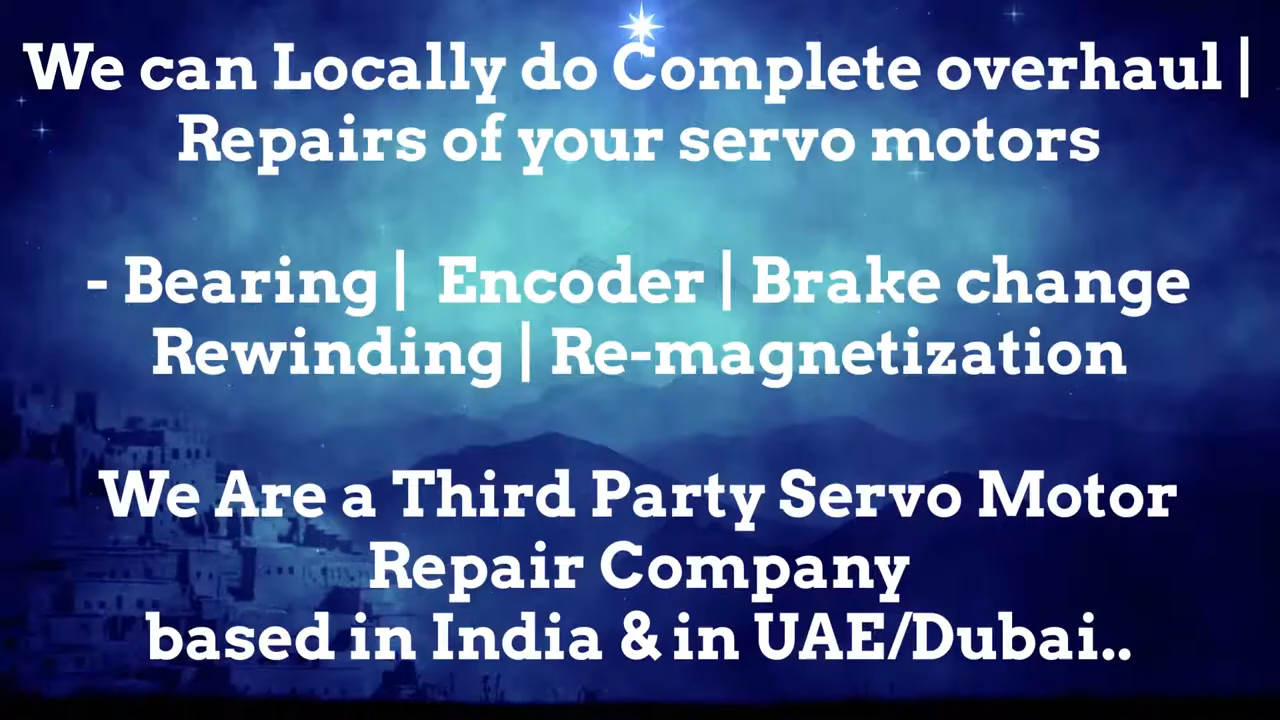 We can Locally do Complete overhaul |
Repairs of your servo motors
- Bearing | Encoder | Brake change
Rewinding | Re-magnetization
We Are a Third Party Servo Motor
Repair Company
based in India & in UAE/Dubai..